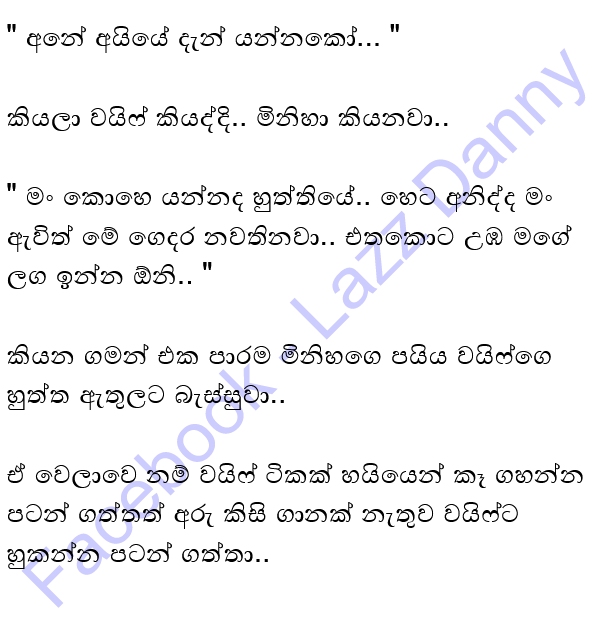 " අනේ අයියේ දැන් යන්නකෝ... "
කියලා වයිෆ් කියද්දි.. මිනිහා කියනවා..
" මං කොහෙ යන්නද හුත්තියේ.. හෙට අනිද්ද මං
ඇවිත් මේ ගෙදර නවතිනවා.. එතකොට උඹ මගේ
ලග ඉන්න ඕනි.. "
කියන ගමන් එක පාරම මිනිහගෙ පයිය වයිෆ්ගෙ
හුත්ත ඇතුලට බැස්සුවා..
ඒ වෙලාවෙ නම් වයිෆ් ටිකක් හයියෙන් කෑ ගහන්න
පටන් ගත්තත් අරු කිසි ගානක් නැතුව වයිෆ්ට
හුකන්න පටන් ගත්තා..
Facebook - Lazz Danny